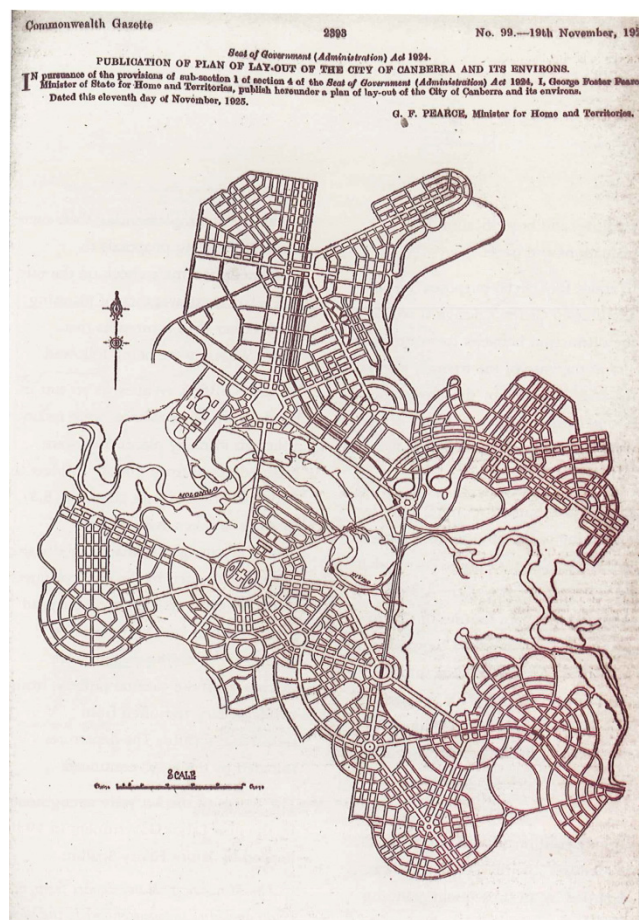 Commonwealth Gazette 2393 No. 99.—19th November, 192
Seat of Government (Administration) Act 1924.
PUBLICATION OF PLAN OF LAY-OUT OF THE CITY OF CANBERRA AND ITS ENVIRONS.
IN pursuance of the provisions of sub-section 1 of section 4 of the Seat of Government (Administration) Act 1924, I, George Foster Pearc
Minister of State for Home and Territories, publish hereunder a plan of lay-out of the City of Canberra and its environs.
Dated this eleventh day of November, 1925.
G. F. PEARCE, Minister for Home and Territories.
SCALE